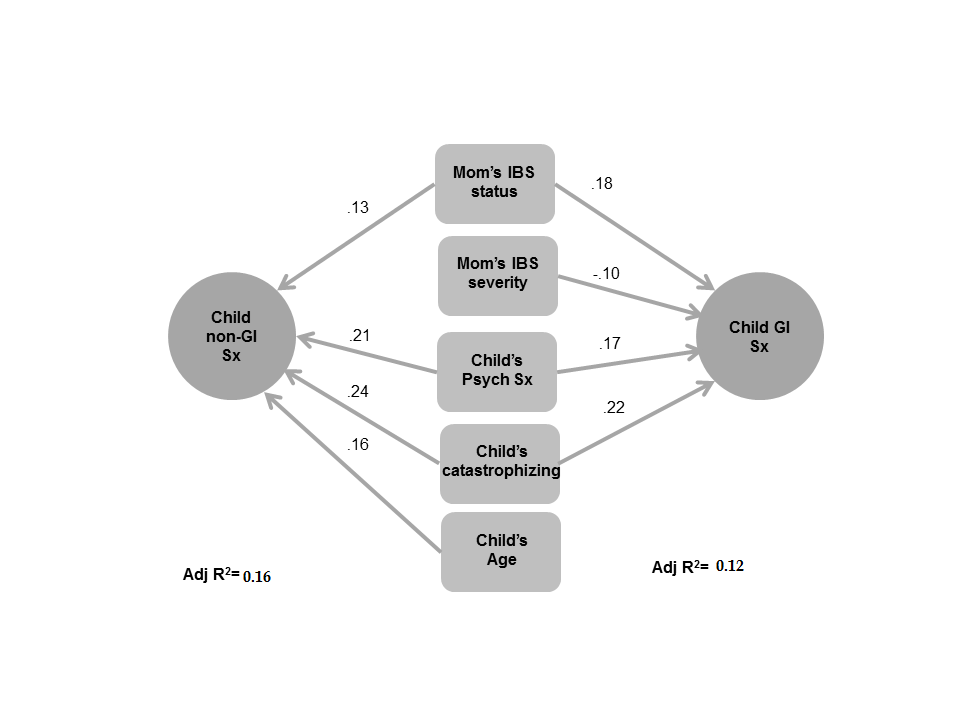 Mom’s IBS
status
.13
.18
Mom’s IBS
severity
-.10
Child
non-GI
Sx
Child GI
Sx
.21
Child’s
Psych Sx
.17
.24
.22
Child’s
catastrophizing
.16
Child’s
Age
Adj R²= 0.16
Adj R²= 0.12